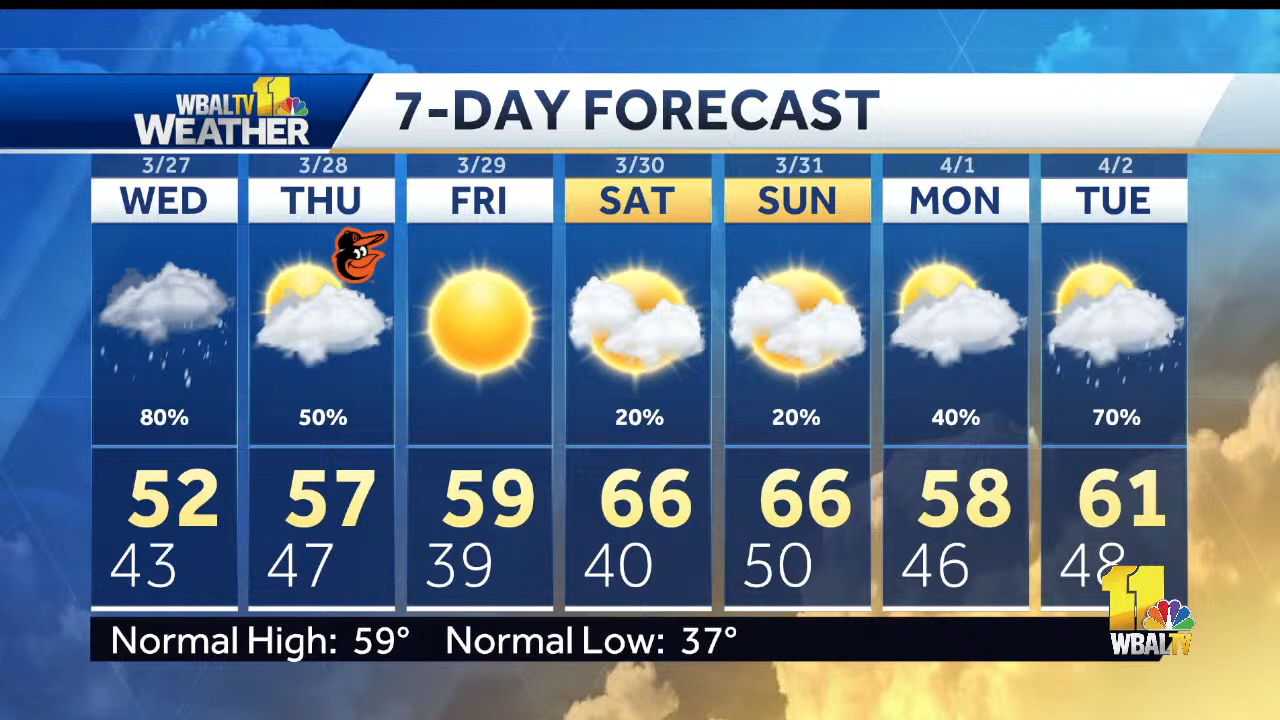 WBALTV 11
WEATHER
7-DAY FORECAST
3/27 3/28 3/29 3/30 3/31 4/1 4/2
WED THU FRI SAT SUN MON TUE
80% 50% 20% 20% 40% 70%
52 57 59 66 66 58 61
43 47 39 40 50 46 48
Normal High: 59° Normal Low: 37°
11
WBALTV